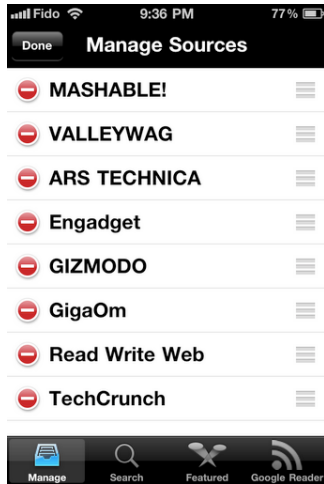 Fido 9:36 PM 77%
Done Manage Sources
MASHABLE!
VALLEYWAG
ARS TECHNICA
Engadget
GIZMODO
GigaOm
Read Write Web
TechCrunch
Manage Search Featured Google Reader